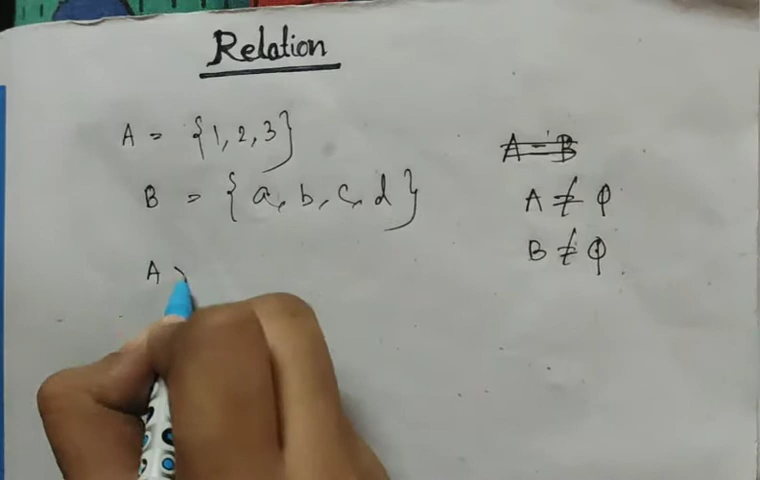 Relation
A = {1, 2, 3}
B = {a, b, c, d}
A
A - B
A ≠ φ
B ≠ φ